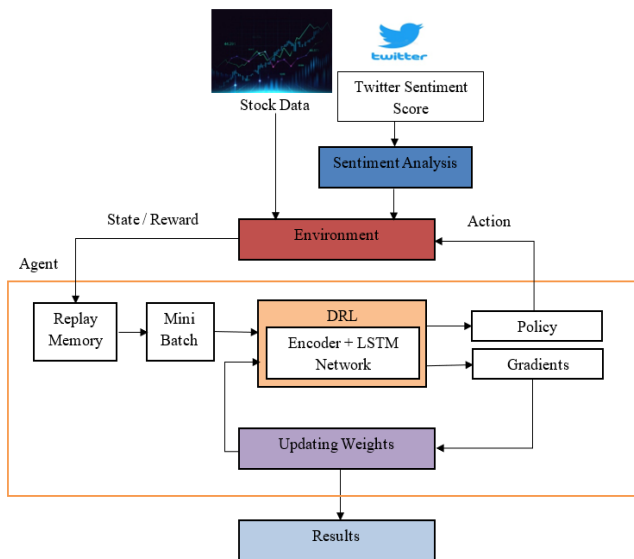 twitter
Stock Data
Twitter Sentiment
Score
Sentiment Analysis
State / Reward
Environment
Action
Agent
Replay
Memory
Mini
Batch
DRL
Encoder + LSTM
Network
Policy
Gradients
Updating Weights
Results